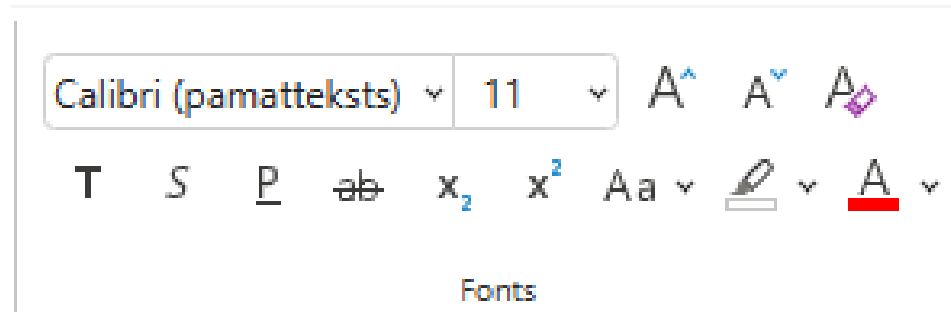 Calibri (pamatteksts) 11 A A A
T S P ab x₂ x² Aa A
Fonts